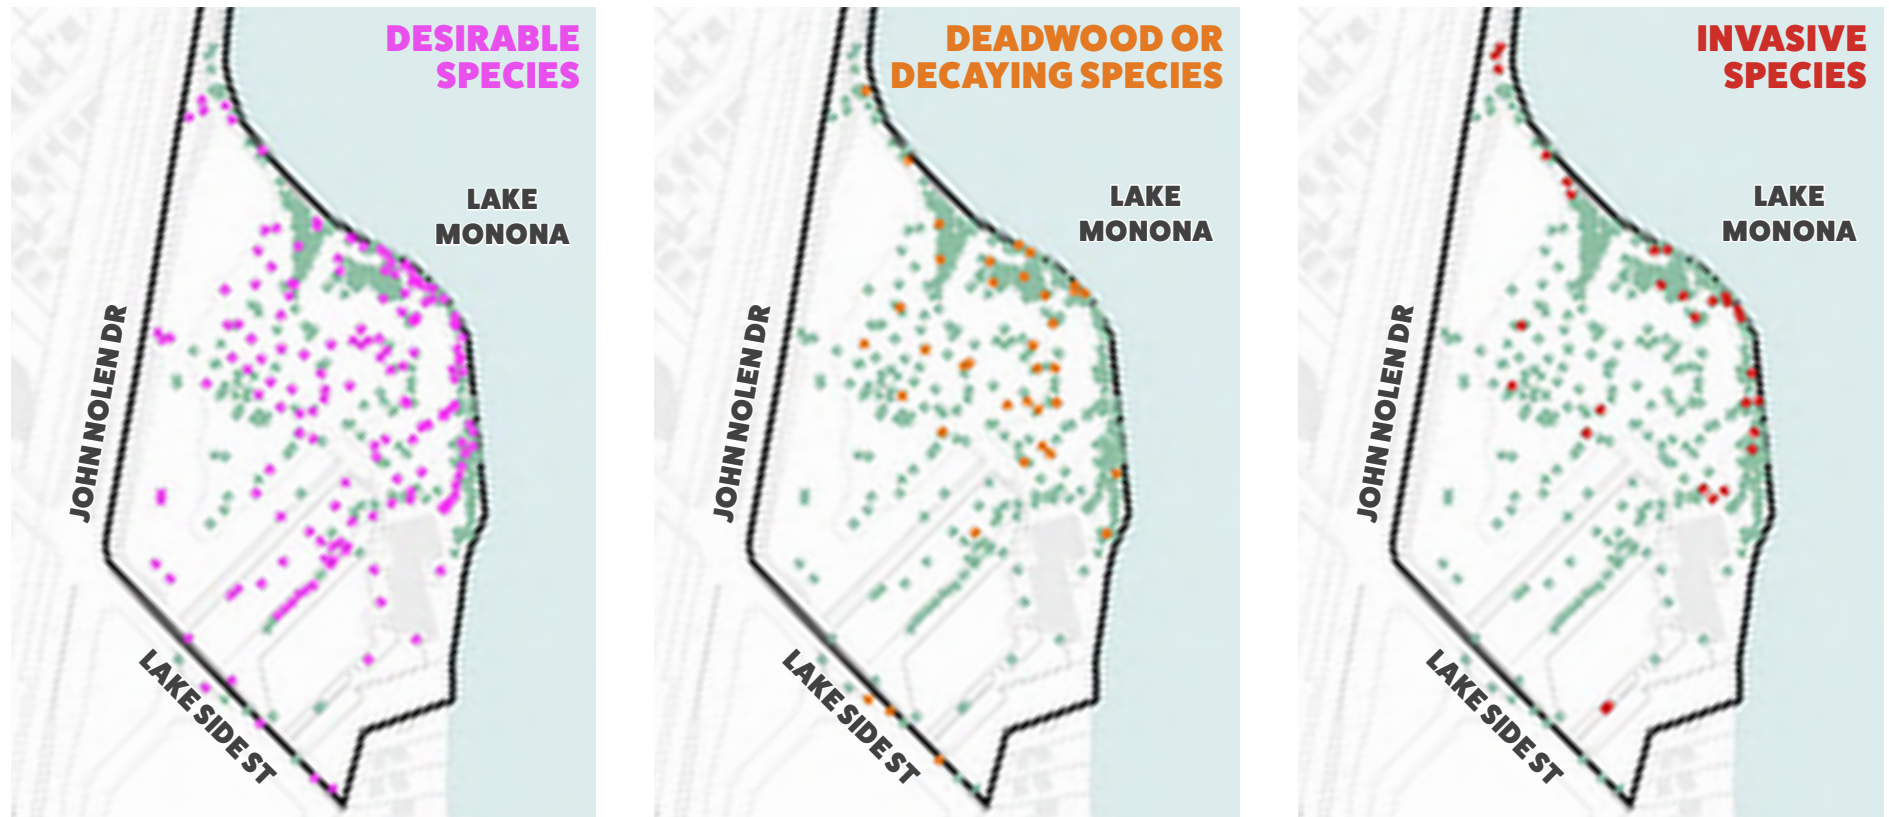 DESIRABLE
SPECIES
LAKE
MONONA
JOHN NOLEN DR
LAKE SIDE ST
DEADWOOD OR
DECAYING SPECIES
LAKE
MONONA
JOHN NOLEN DR
LAKE SIDE ST
INVASIVE
SPECIES
LAKE
MONONA
JOHN NOLEN DR
LAKE SIDE ST